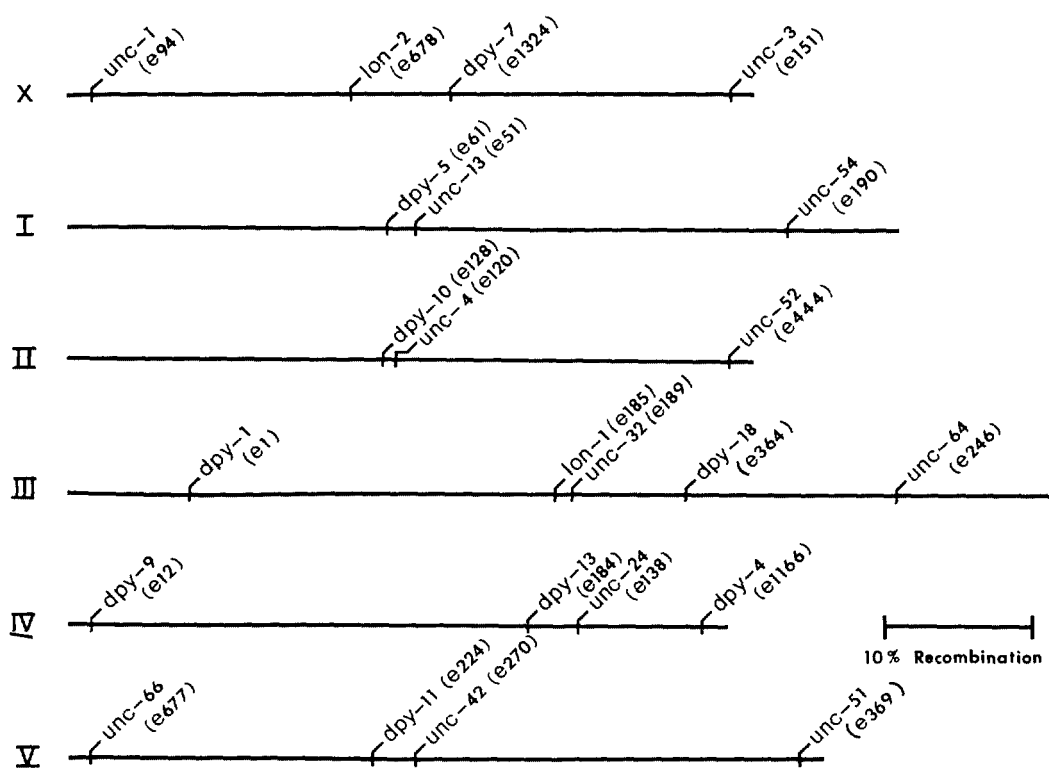 X
unc-1
(e94)
lon-2
(e678)
dpy-7
(e1324)
unc-3
(e151)
I
dpy-5 (e61)
unc-13 (e51)
unc-54
(e190)
II
dpy-10 (e128)
unc-4 (e120)
unc-52
(e444)
III
dpy-1
(e1)
lon-1 (e185)
unc-32 (e189)
dpy-18
(e364)
unc-64
(e246)
IV
dpy-9
(e12)
dpy-13
(e184)
unc-24
(e138)
dpy-4
(e1166)
10% Recombination
V
unc-66
(e677)
dpy-11 (e224)
unc-42 (e270)
unc-51
(e369)